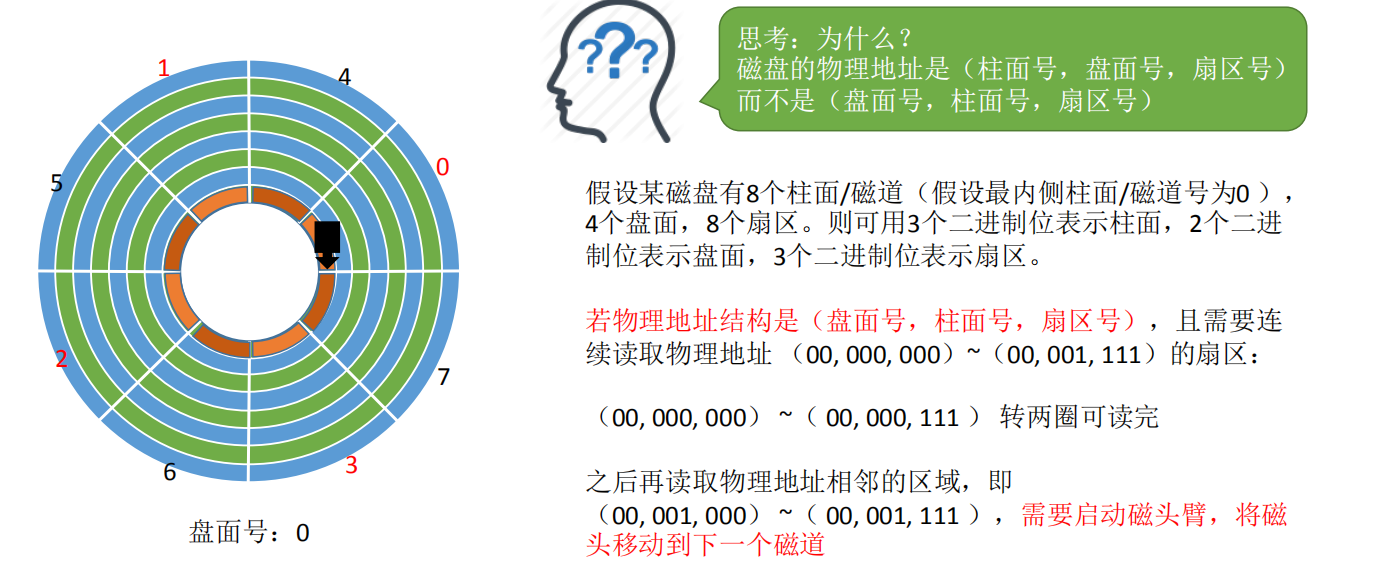 1
4
0
5
2
7
6
3
盘面号：0
? ? ?
思考：为什么？
磁盘的物理地址是（柱面号，盘面号，扇区号）
而不是（盘面号，柱面号，扇区号）
假设某磁盘有8个柱面/磁道（假设最内侧柱面/磁道号为0 ），
4个盘面，8个扇区。则可用3个二进制位表示柱面，2个二进
制位表示盘面，3个二进制位表示扇区。
若物理地址结构是（盘面号，柱面号，扇区号），且需要连
续读取物理地址 （00, 000, 000）~（00, 001, 111）的扇区：
（00, 000, 000） ~（ 00, 000, 111 ） 转两圈可读完
之后再读取物理地址相邻的区域，即
（00, 001, 000） ~（ 00, 001, 111 ），需要启动磁头臂，将磁
头移动到下一个磁道